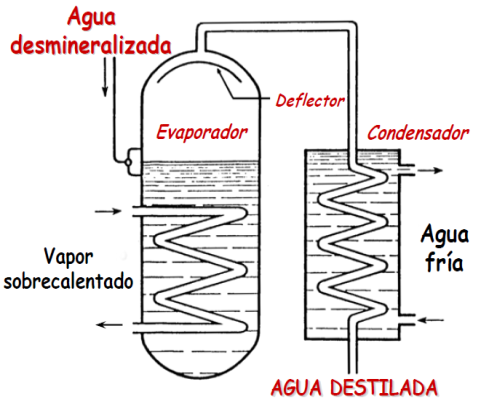 Agua
desmineralizada
Deflector
Evaporador
Condensador
Vapor
sobrecalentado
Agua
fría
AGUA DESTILADA